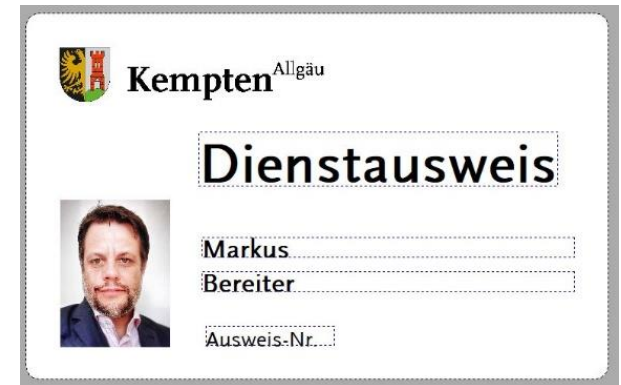 Kempten Allgäu
Dienstausweis
Markus
Bereiter
Ausweis-Nr.